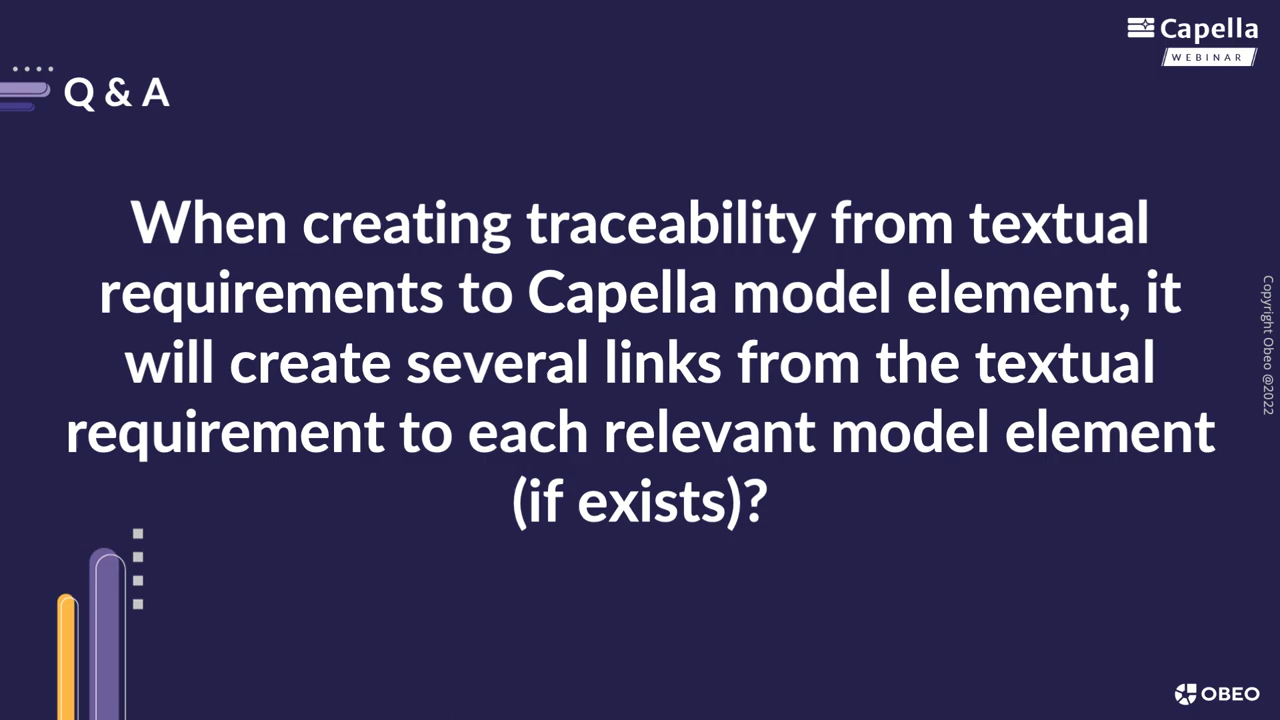 Capella
WEBINAR
Q & A
When creating traceability from textual
requirements to Capella model element, it
will create several links from the textual
requirement to each relevant model element
(if exists)?
Copyright Obeo @2022
OBEO